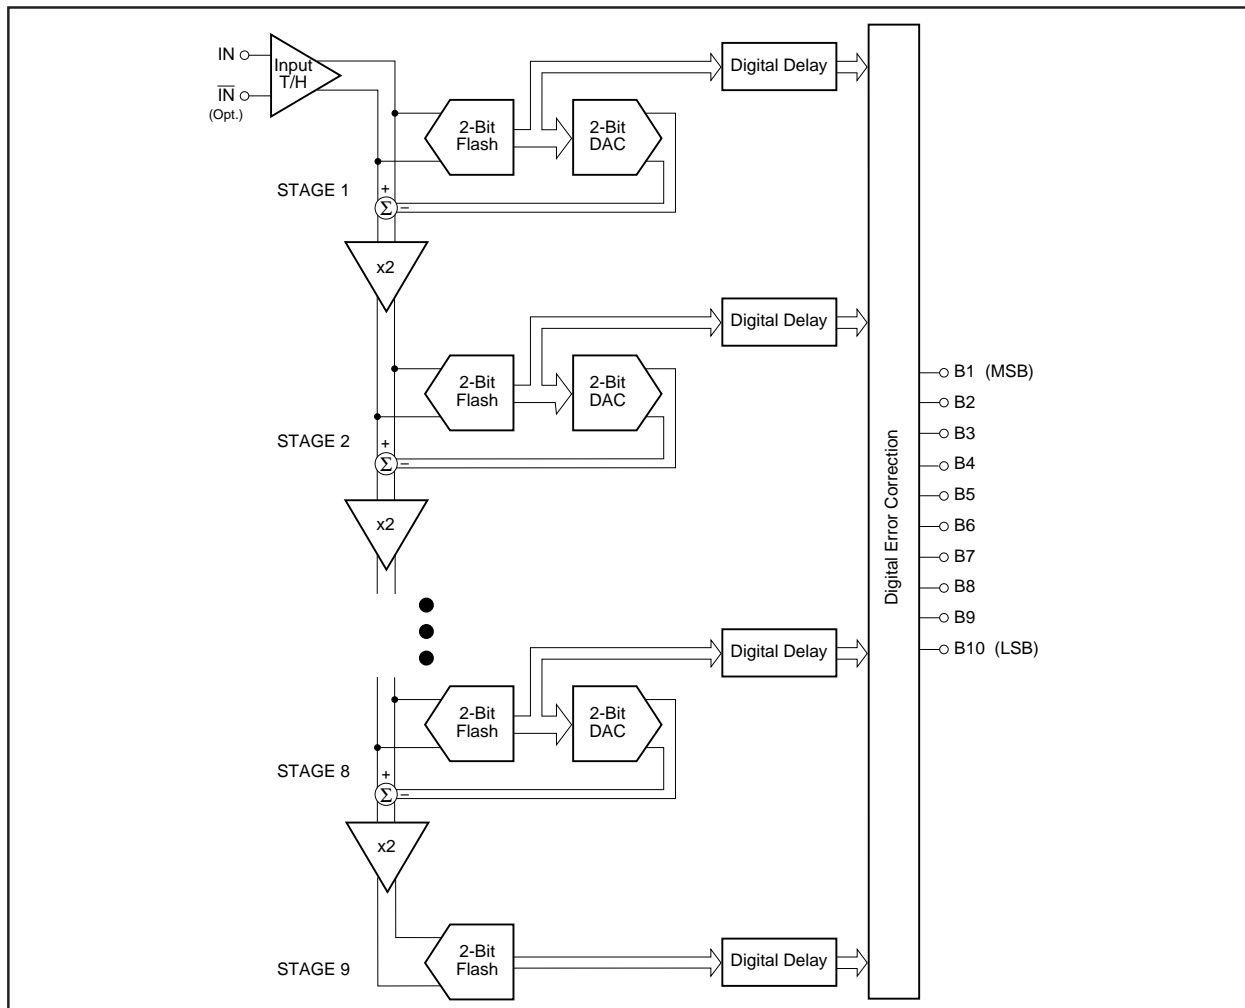 IN
Input
T/H
IN
(Opt.)
Digital Delay
2-Bit
Flash
2-Bit
DAC
STAGE 1
+
Σ
–
x2
Digital Delay
2-Bit
Flash
2-Bit
DAC
STAGE 2
+
Σ
–
x2
Digital Error Correction
B1 (MSB)
B2
B3
B4
B5
B6
B7
B8
B9
B10 (LSB)
Digital Delay
2-Bit
Flash
2-Bit
DAC
STAGE 8
+
Σ
–
x2
2-Bit
Flash
Digital Delay
STAGE 9